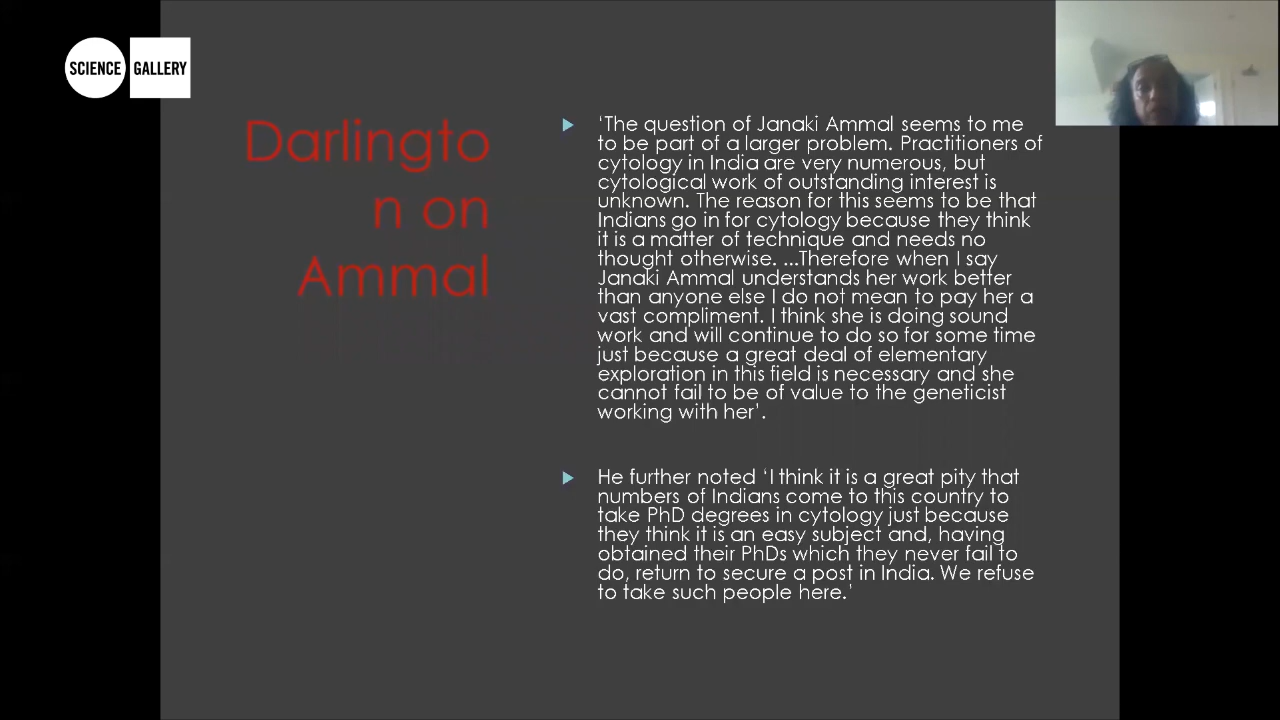 SCIENCE GALLERY
Darlingto
n on
Ammal
‘The question of Janaki Ammal seems to me
to be part of a larger problem. Practitioners of
cytology in India are very numerous, but
cytological work of outstanding interest is
unknown. The reason for this seems to be that
Indians go in for cytology because they think
it is a matter of technique and needs no
thought otherwise. ...Therefore when I say
Janaki Ammal understands her work better
than anyone else I do not mean to pay her a
vast compliment. I think she is doing sound
work and will continue to do so for some time
just because a great deal of elementary
exploration in this field is necessary and she
cannot fail to be of value to the geneticist
working with her’.
He further noted ‘I think it is a great pity that
numbers of Indians come to this country to
take PhD degrees in cytology just because
they think it is an easy subject and, having
obtained their PhDs which they never fail to
do, return to secure a post in India. We refuse
to take such people here.’